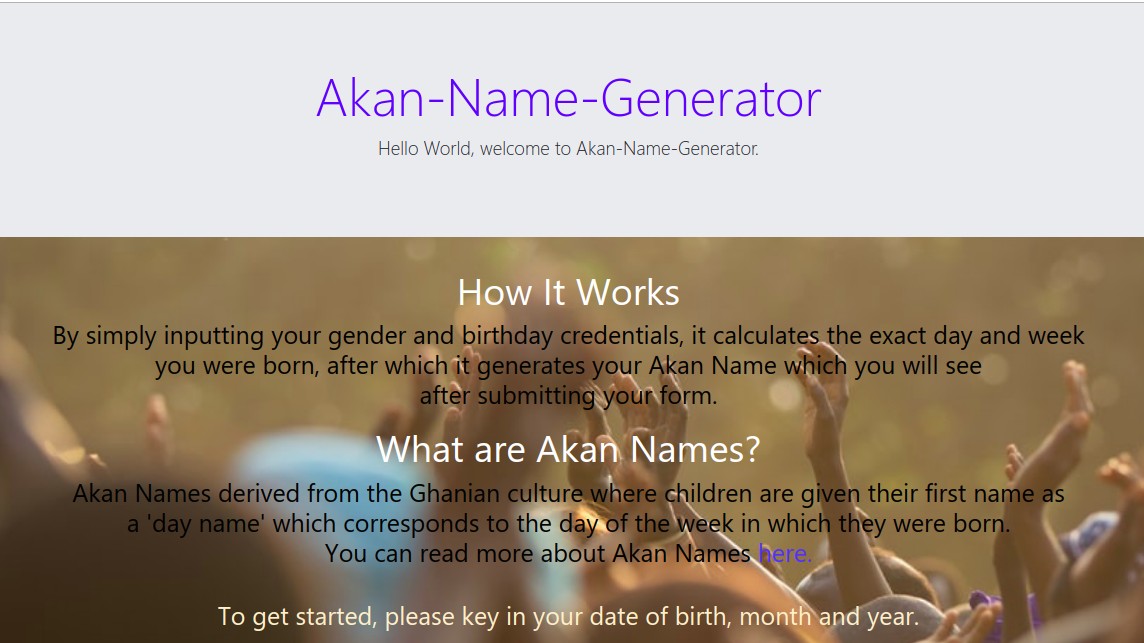 Akan-Name-Generator
Hello World, welcome to Akan-Name-Generator.
How It Works
By simply inputting your gender and birthday credentials, it calculates the exact day and week
you were born, after which it generates your Akan Name which you will see
after submitting your form.
What are Akan Names?
Akan Names derived from the Ghanian culture where children are given their first name as
a 'day name' which corresponds to the day of the week in which they were born.
You can read more about Akan Names here.
To get started, please key in your date of birth, month and year.